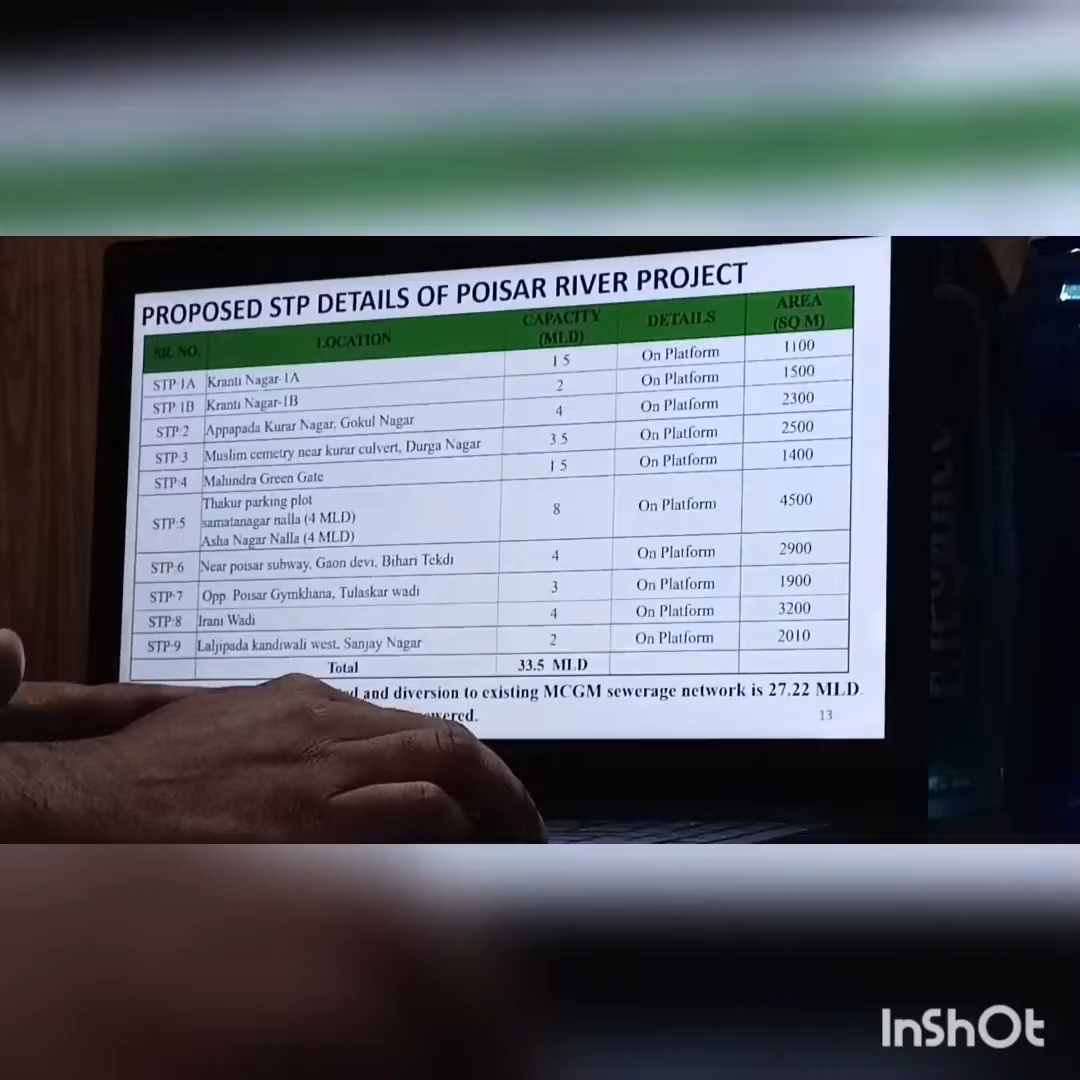 PROPOSED STP DETAILS OF POISAR RIVER PROJECT
SR. NO. LOCATION CAPACITY (MLD) DETAILS AREA (SQ M)
STP-1A Kranti Nagar-1A 1.5 On Platform 1100
STP 1B Kranti Nagar-1B 2 On Platform 1500
STP-2 Appapada Kurar Nagar, Gokul Nagar 4 On Platform 2300
STP-3 Muslim cemetry near kurar culvert, Durga Nagar 3.5 On Platform 2500
STP-4 Mahindra Green Gate 1.5 On Platform 1400
STP-5 Thakur parking plot
samatanagar nalla (4 MLD)
Asha Nagar Nalla (4 MLD) 8 On Platform 4500
STP-6 Near poisar subway, Gaon devi, Bihari Tekdi 4 On Platform 2900
STP-7 Opp. Poisar Gymkhana, Tulaskar wadi 3 On Platform 1900
STP-8 Irani Wadi 4 On Platform 3200
STP-9 Laljipada kandiwali west, Sanjay Nagar 2 On Platform 2010
Total 33.5 MLD
and diversion to existing MCGM sewerage network is 27.22 MLD.
13
InShOt